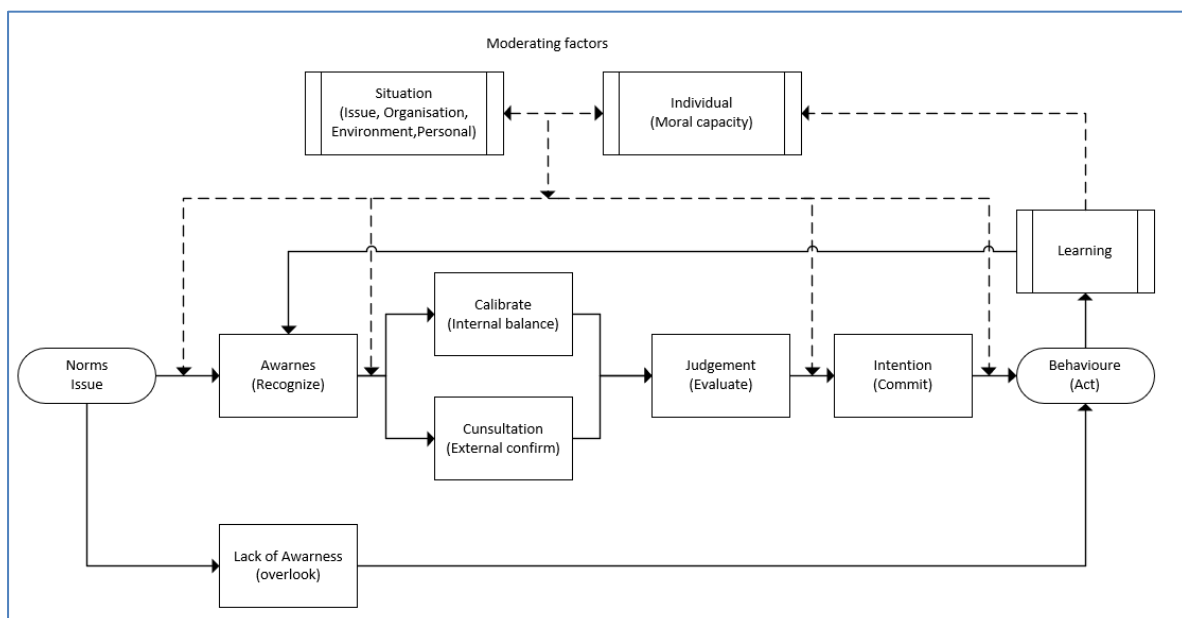 Moderating factors
Situation
(Issue, Organisation,
Environment,Personal)
Individual
(Moral capacity)
Learning
Calibrate
(Internal balance)
Norms
Issue
Awarnes
(Recognize)
Judgement
(Evaluate)
Intention
(Commit)
Behavioure
(Act)
Cunsultation
(External confirm)
Lack of Awarness
(overlook)